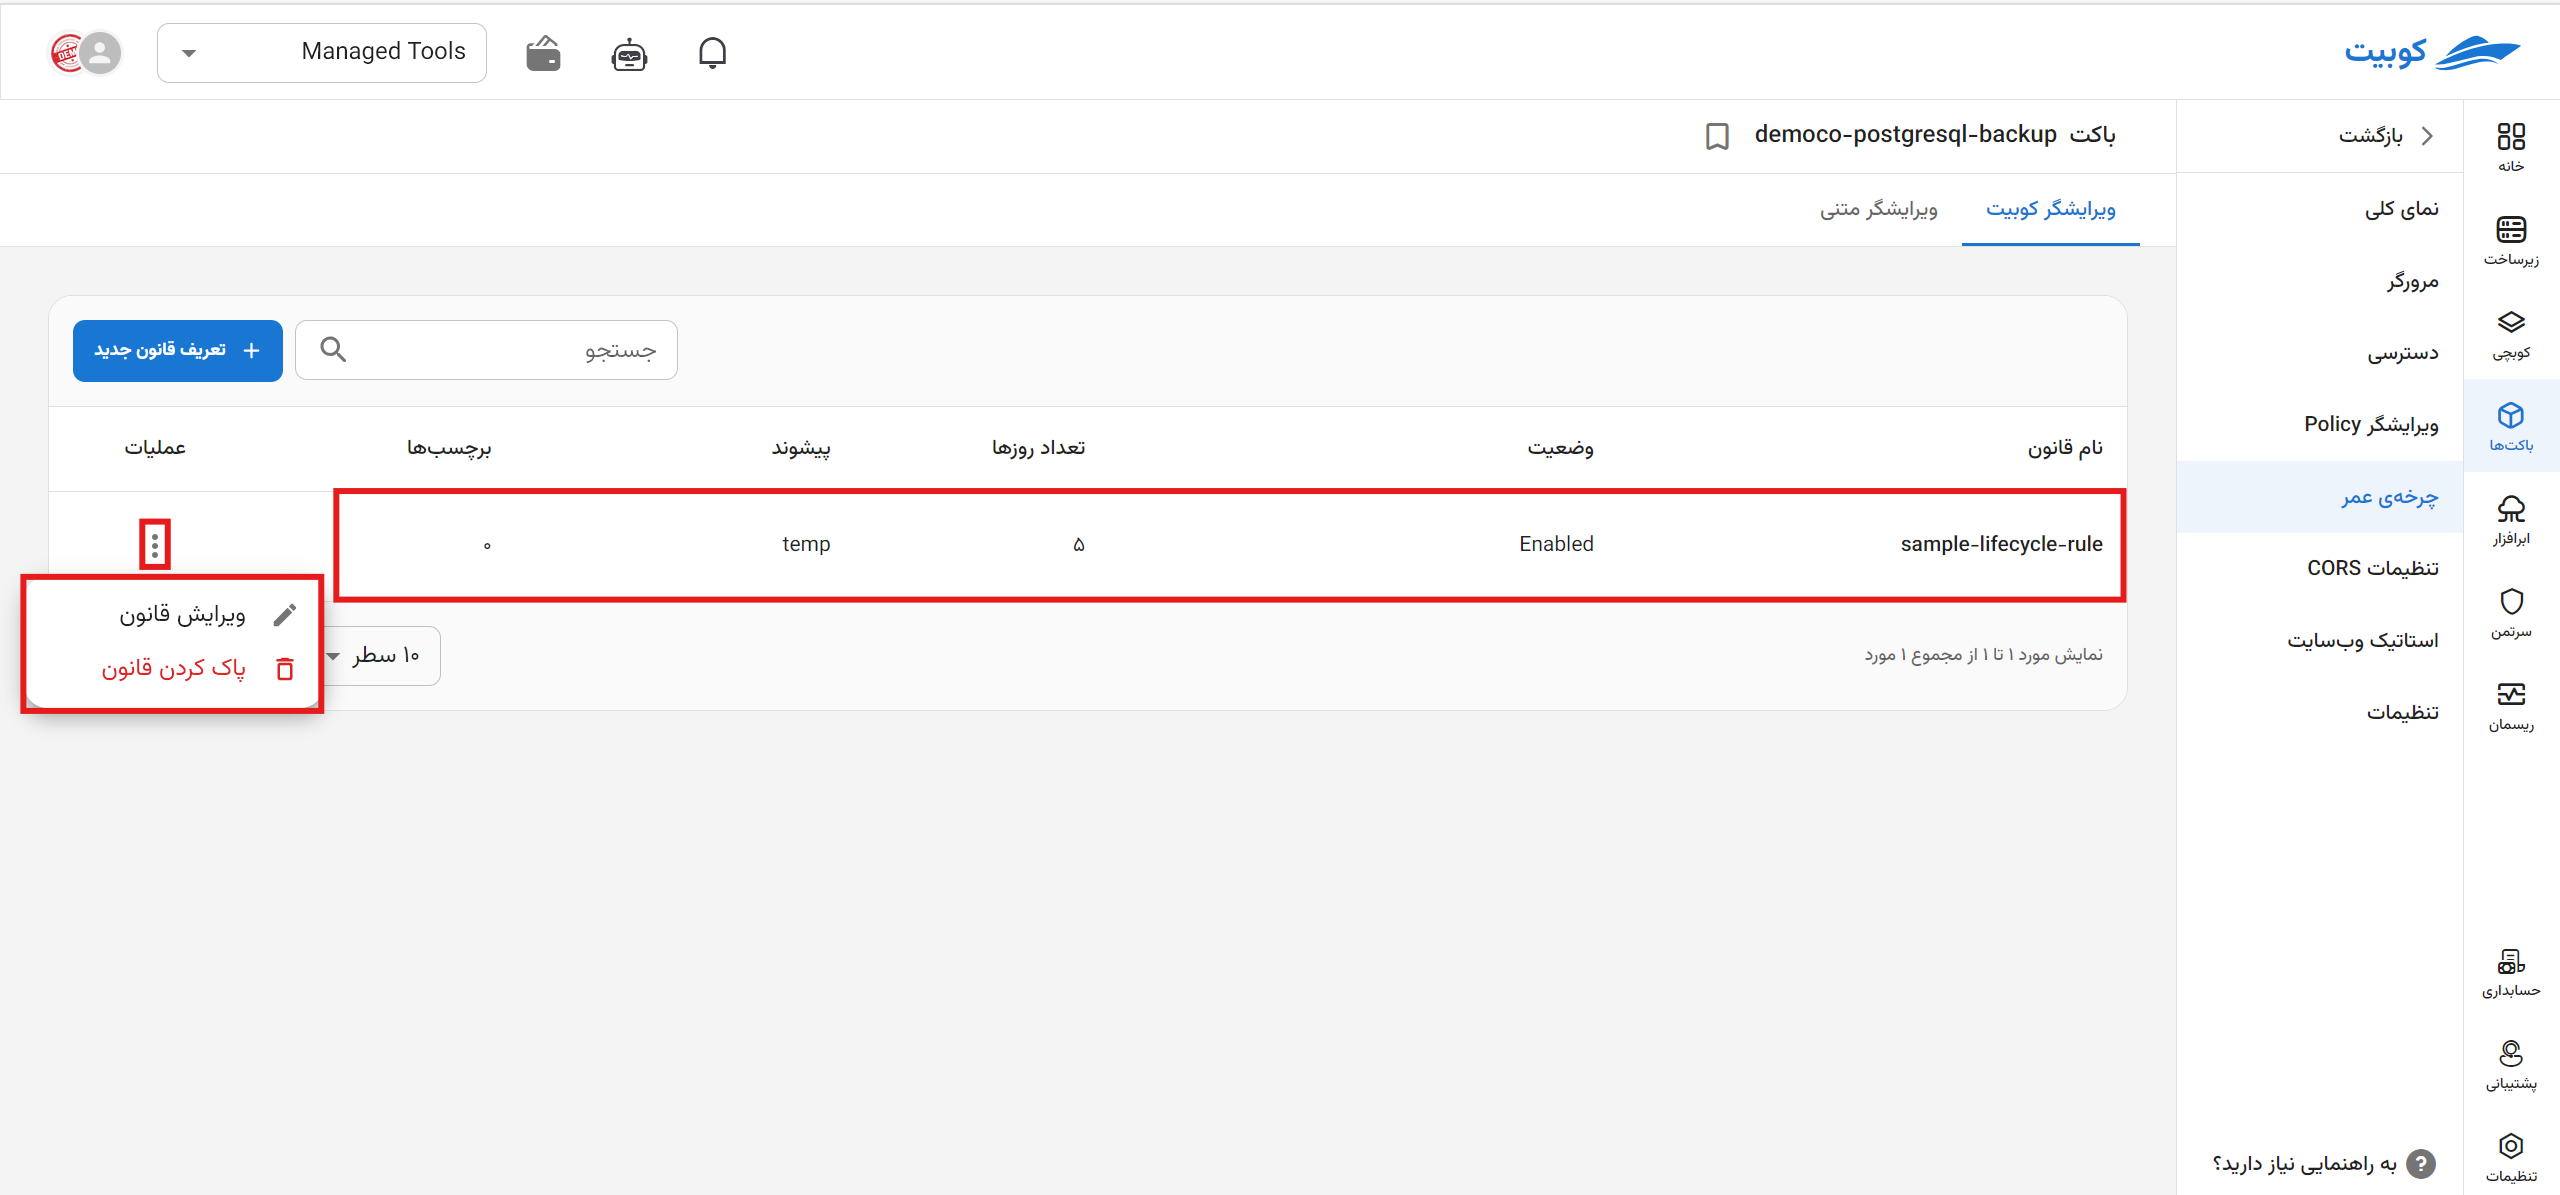 کوبیت
Managed Tools
خانه
زیرساخت
کوبچی
باکت‌ها
ابرافزار
سرتمن
ریسمان
حسابداری
پشتیبانی
تنظیمات
بازگشت
نمای کلی
مرورگر
دسترسی
ویرایشگر Policy
چرخه‌ی عمر
تنظیمات CORS
استاتیک وب‌سایت
تنظیمات
به راهنمایی نیاز دارید؟
باکت democo-postgresql-backup
ویرایشگر کوبیت ویرایشگر متنی
جستجو
تعریف قانون جدید
نام قانون وضعیت تعداد روزها پیشوند برچسب‌ها عملیات
sample-lifecycle-rule Enabled ۵ temp ۰
ویرایش قانون
پاک کردن قانون
نمایش مورد ۱ تا ۱ از مجموع ۱ مورد
۱۰ سطر